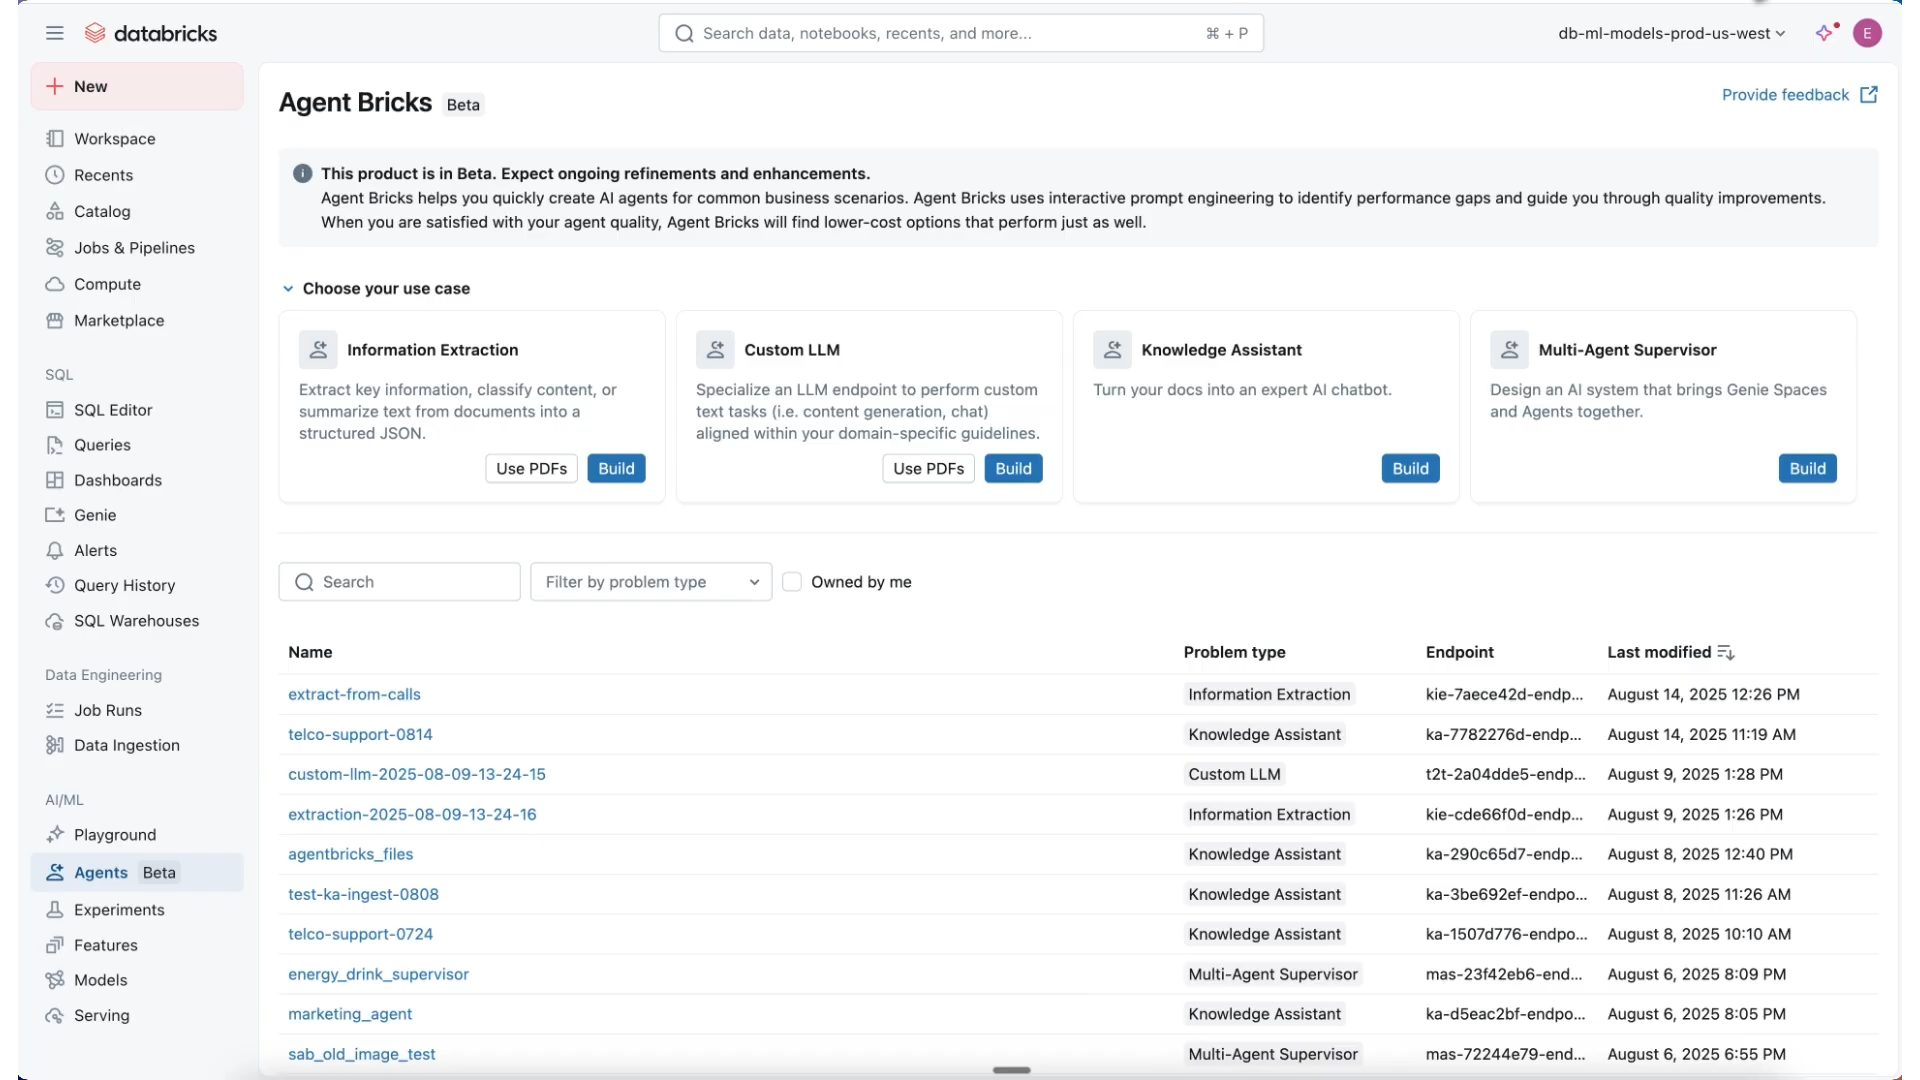 databricks
Search data, notebooks, recents, and more...
⌘ + P
db-ml-models-prod-us-west
E
New
Workspace
Recents
Catalog
Jobs & Pipelines
Compute
Marketplace
SQL
SQL Editor
Queries
Dashboards
Genie
Alerts
Query History
SQL Warehouses
Data Engineering
Job Runs
Data Ingestion
AI/ML
Playground
Agents Beta
Experiments
Features
Models
Serving
Agent Bricks Beta
Provide feedback
This product is in Beta. Expect ongoing refinements and enhancements.
Agent Bricks helps you quickly create AI agents for common business scenarios. Agent Bricks uses interactive prompt engineering to identify performance gaps and guide you through quality improvements.
When you are satisfied with your agent quality, Agent Bricks will find lower-cost options that perform just as well.
Choose your use case
Information Extraction
Extract key information, classify content, or
summarize text from documents into a
structured JSON.
Use PDFs Build
Custom LLM
Specialize an LLM endpoint to perform custom
text tasks (i.e. content generation, chat)
aligned within your domain-specific guidelines.
Use PDFs Build
Knowledge Assistant
Turn your docs into an expert AI chatbot.
Build
Multi-Agent Supervisor
Design an AI system that brings Genie Spaces
and Agents together.
Build
Search Filter by problem type Owned by me
Name Problem type Endpoint Last modified
extract-from-calls Information Extraction kie-7aece42d-endp... August 14, 2025 12:26 PM
telco-support-0814 Knowledge Assistant ka-7782276d-endp... August 14, 2025 11:19 AM
custom-llm-2025-08-09-13-24-15 Custom LLM t2t-2a04dde5-endp... August 9, 2025 1:28 PM
extraction-2025-08-09-13-24-16 Information Extraction kie-cde66f0d-endp... August 9, 2025 1:26 PM
agentbricks_files Knowledge Assistant ka-290c65d7-endp... August 8, 2025 12:40 PM
test-ka-ingest-0808 Knowledge Assistant ka-3be692ef-endpo... August 8, 2025 11:26 AM
telco-support-0724 Knowledge Assistant ka-1507d776-endpo... August 8, 2025 10:10 AM
energy_drink_supervisor Multi-Agent Supervisor mas-23f42eb6-end... August 6, 2025 8:09 PM
marketing_agent Knowledge Assistant ka-d5eac2bf-endpo... August 6, 2025 8:05 PM
sab_old_image_test Multi-Agent Supervisor mas-72244e79-end... August 6, 2025 6:55 PM